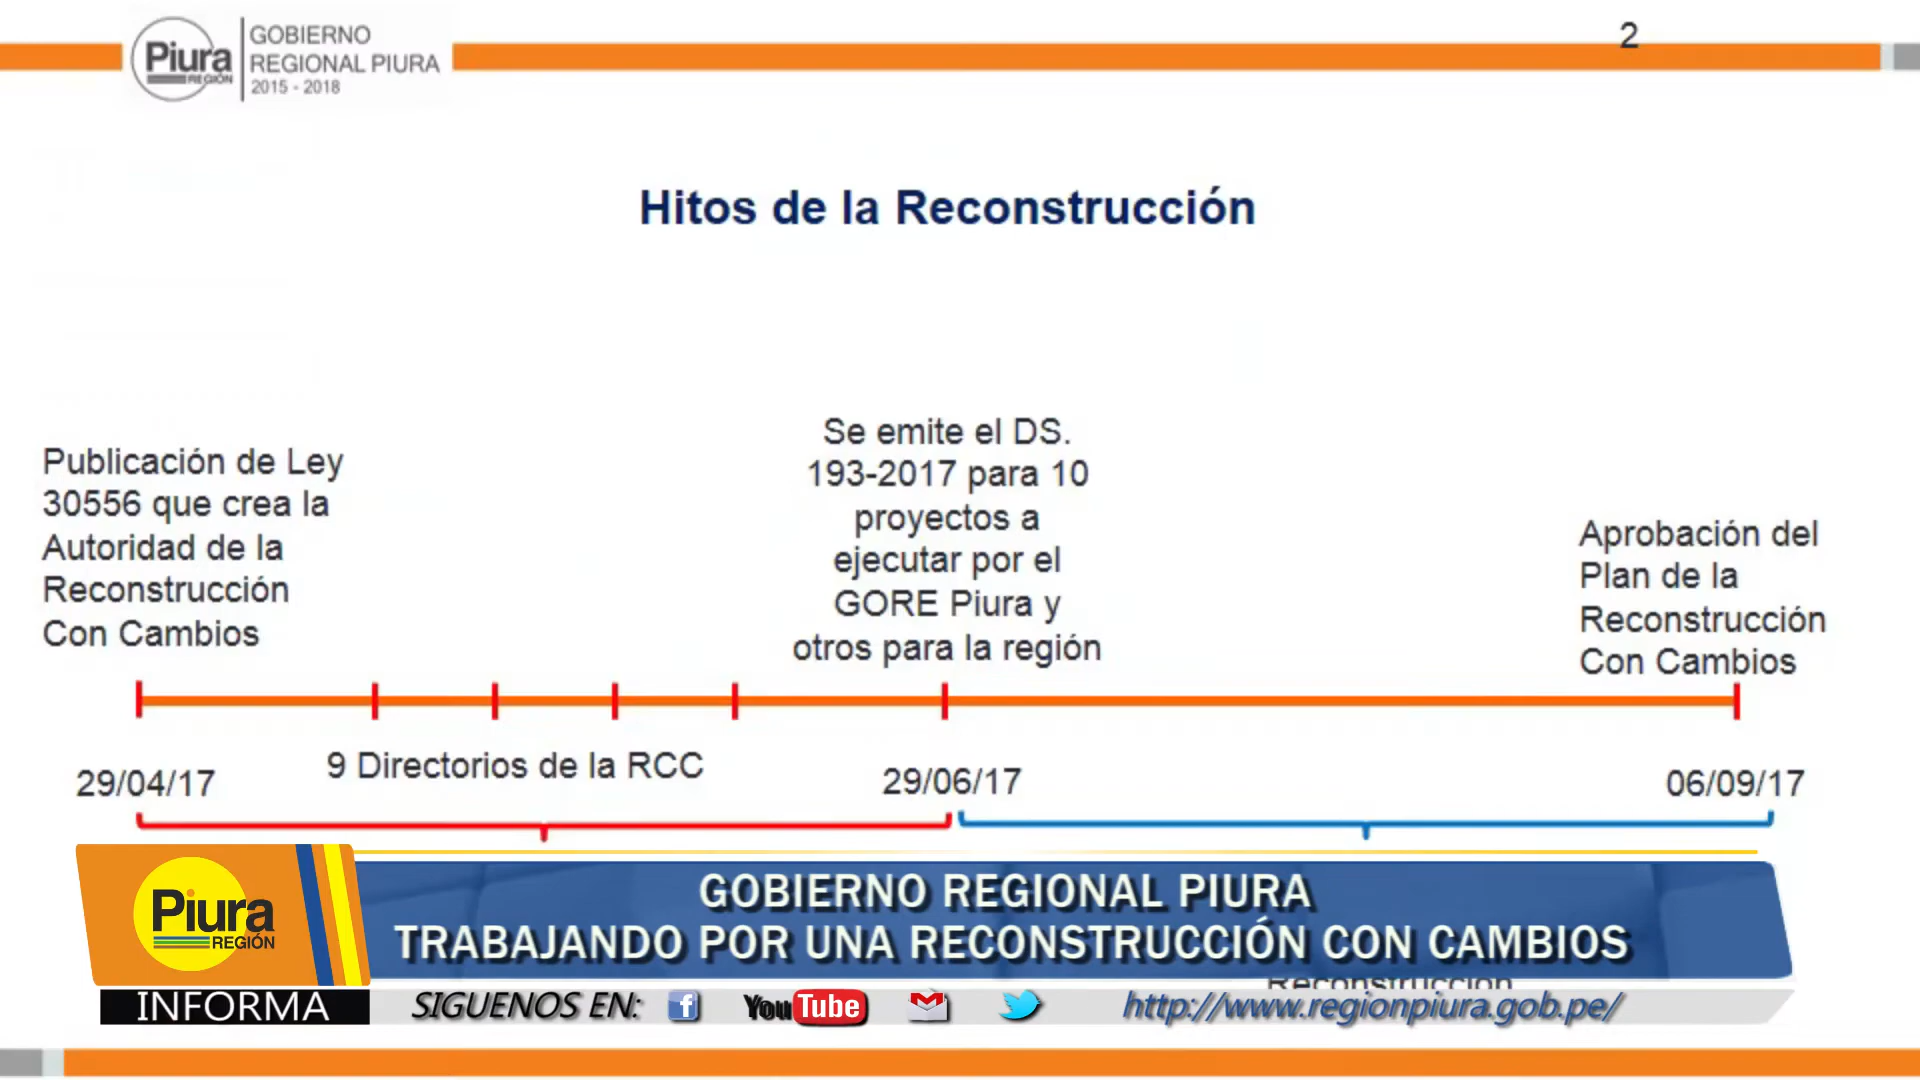 Piura
REGIÓN
GOBIERNO
REGIONAL PIURA
2015 - 2018
2
Hitos de la Reconstrucción
Publicación de Ley
30556 que crea la
Autoridad de la
Reconstrucción
Con Cambios
Se emite el DS.
193-2017 para 10
proyectos a
ejecutar por el
GORE Piura y
otros para la región
Aprobación del
Plan de la
Reconstrucción
Con Cambios
29/04/17
9 Directorios de la RCC
29/06/17
06/09/17
Piura
REGIÓN
GOBIERNO REGIONAL PIURA
TRABAJANDO POR UNA RECONSTRUCCIÓN CON CAMBIOS
Reconstrucción
INFORMA
SIGUENOS EN:
f
YouTube
http://www.regionpiura.gob.pe/